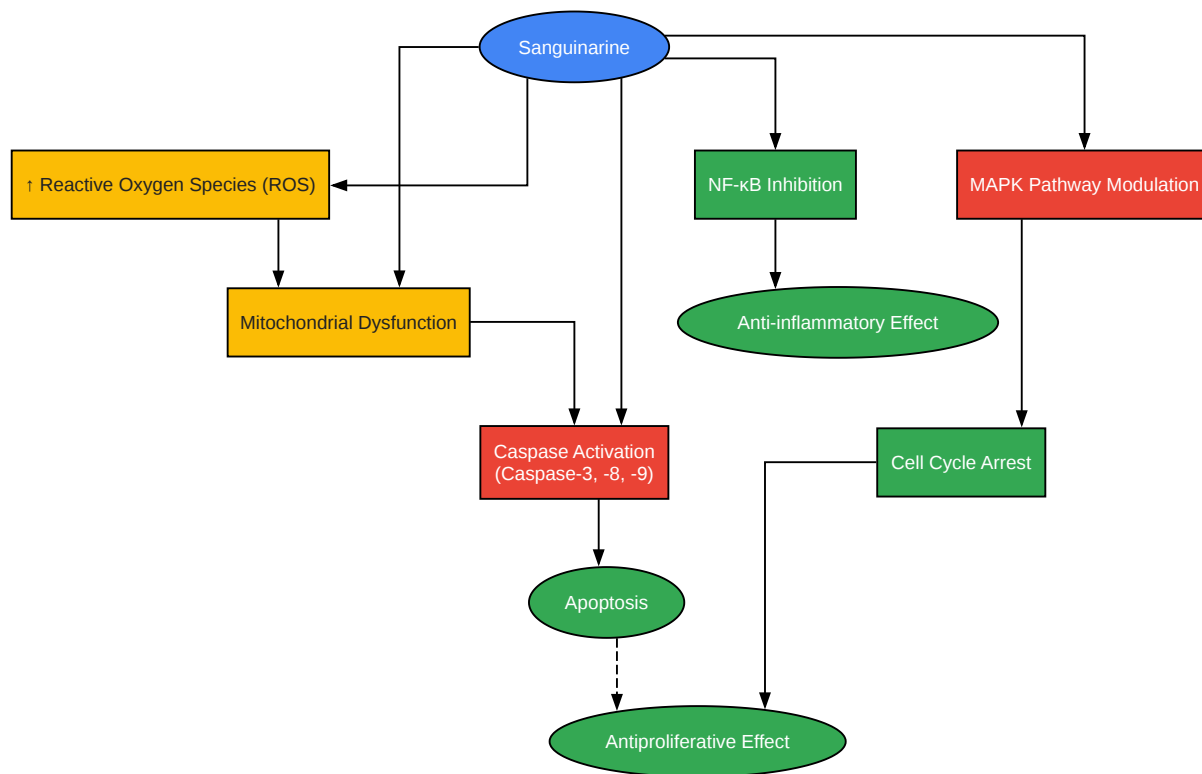 Sanguinarine
↑ Reactive Oxygen Species (ROS)
NF-κB Inhibition
MAPK Pathway Modulation
Mitochondrial Dysfunction
Anti-inflammatory Effect
Caspase Activation
(Caspase-3, -8, -9)
Cell Cycle Arrest
Apoptosis
Antiproliferative Effect